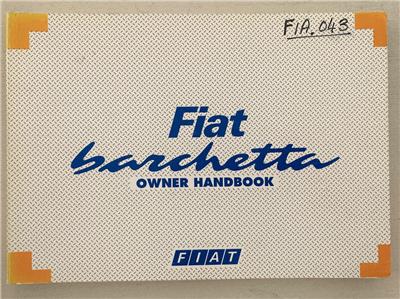 FIA.043
Fiat
barchetta
OWNER HANDBOOK
FIAT